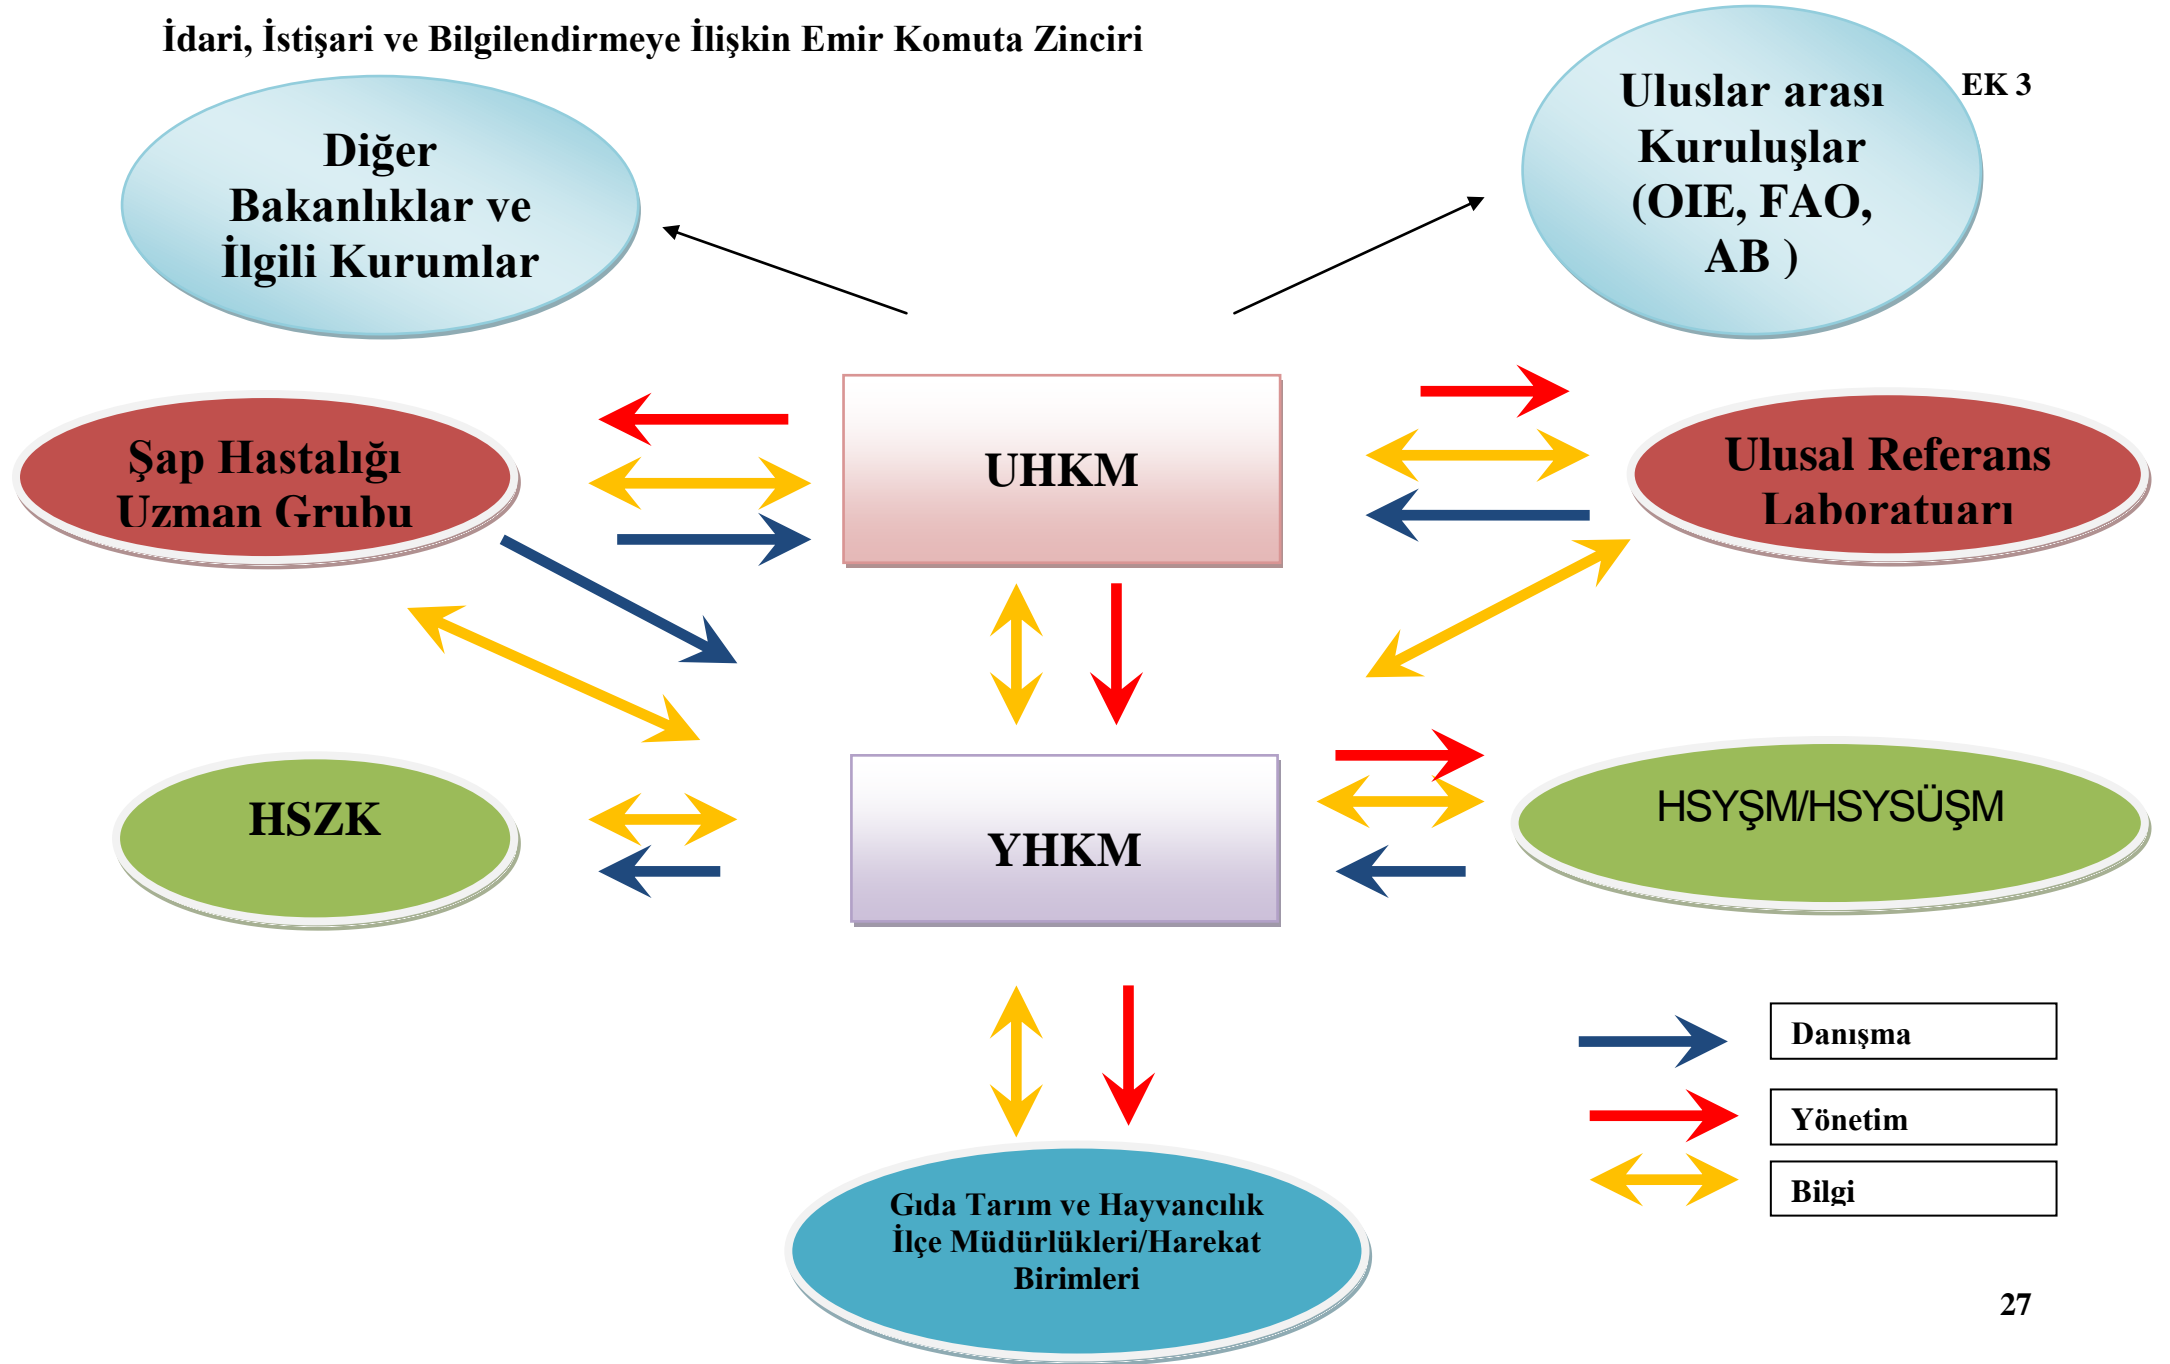 İdari, İstişari ve Bilgilendirmeye İlişkin Emir Komuta Zinciri
EK 3
Diğer
Bakanlıklar ve
İlgili Kurumlar
Uluslar arası
Kuruluşlar
(OIE, FAO,
AB )
Şap Hastalığı
Uzman Grubu
UHKM
Ulusal Referans
Laboratuarı
HSZK
YHKM
HSYŞM/HSYSÜŞM
Danışma
Yönetim
Bilgi
Gıda Tarım ve Hayvancılık
İlçe Müdürlükleri/Harekat
Birimleri
27